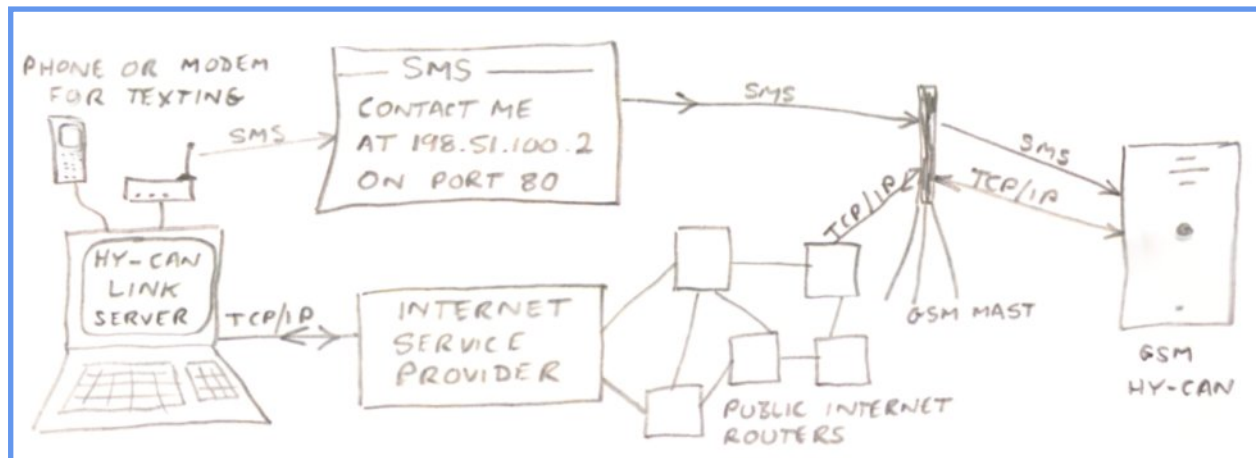 PHONE OR MODEM
FOR TEXTING
SMS
SMS
CONTACT ME
AT 198.51.100.2
ON PORT 80
SMS
SMS
TCP/IP
TCP/IP
GSM MAST
GSM
HY-CAN
HY-CAN
LINK
SERVER
TCP/IP
INTERNET
SERVICE
PROVIDER
PUBLIC INTERNET
ROUTERS